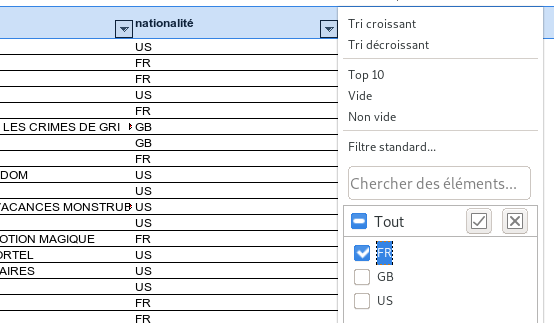 nationalité
US
FR
FR
US
FR
LES CRIMES DE GRI GB
GB
FR
DOM US
US
VACANCES MONSTRUE US
US
OTION MAGIQUE FR
ORTEL US
AIRES US
US
FR
FR
Tri croissant
Tri décroissant
Top 10
Vide
Non vide
Filtre standard...
Chercher des éléments...
Tout
FR
GB
US